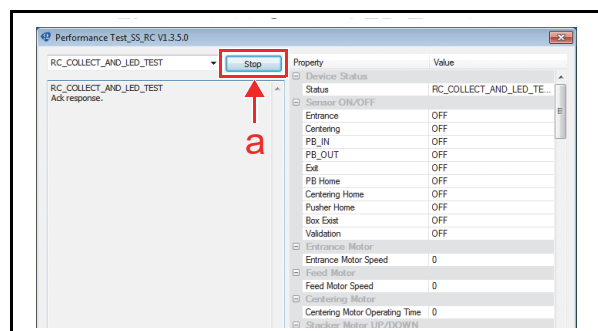 Performance Test_SS_RC V1.3.5.0
RC_COLLECT_AND_LED_TEST
Stop
RC_COLLECT_AND_LED_TEST
Ack response.
a
Property Value
Device Status
Status RC_COLLECT_AND_LED_TE...
Sensor ON/OFF
Entrance OFF
Centering OFF
PB_IN OFF
PB_OUT OFF
Exit OFF
PB Home OFF
Centering Home OFF
Pusher Home OFF
Box Exist OFF
Validation OFF
Entrance Motor
Entrance Motor Speed 0
Feed Motor
Feed Motor Speed 0
Centering Motor
Centering Motor Operating Time 0
Stacker Motor UP/DOWN